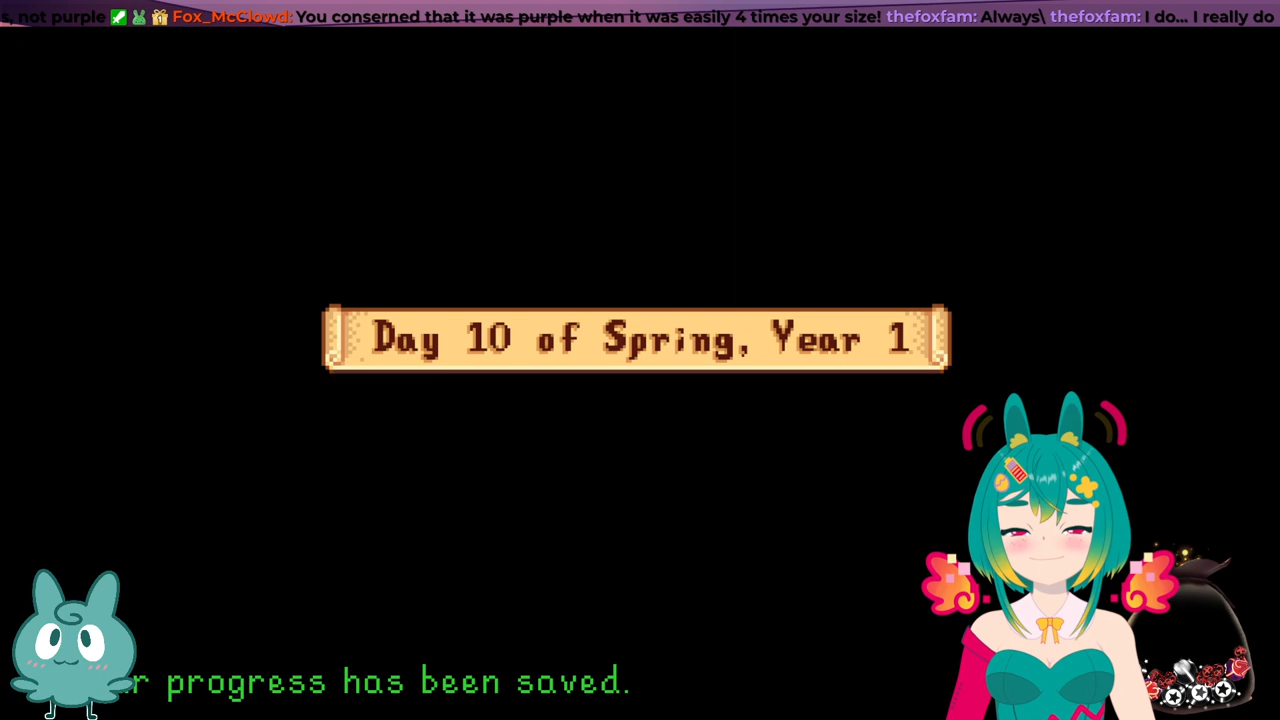 s, not purple Fox_McClowd: You conserned that it was purple when it was easily 4 times your size! thefoxfam: Always\ thefoxfam: I do... I really do
Day 10 of Spring, Year 1
r progress has been saved.